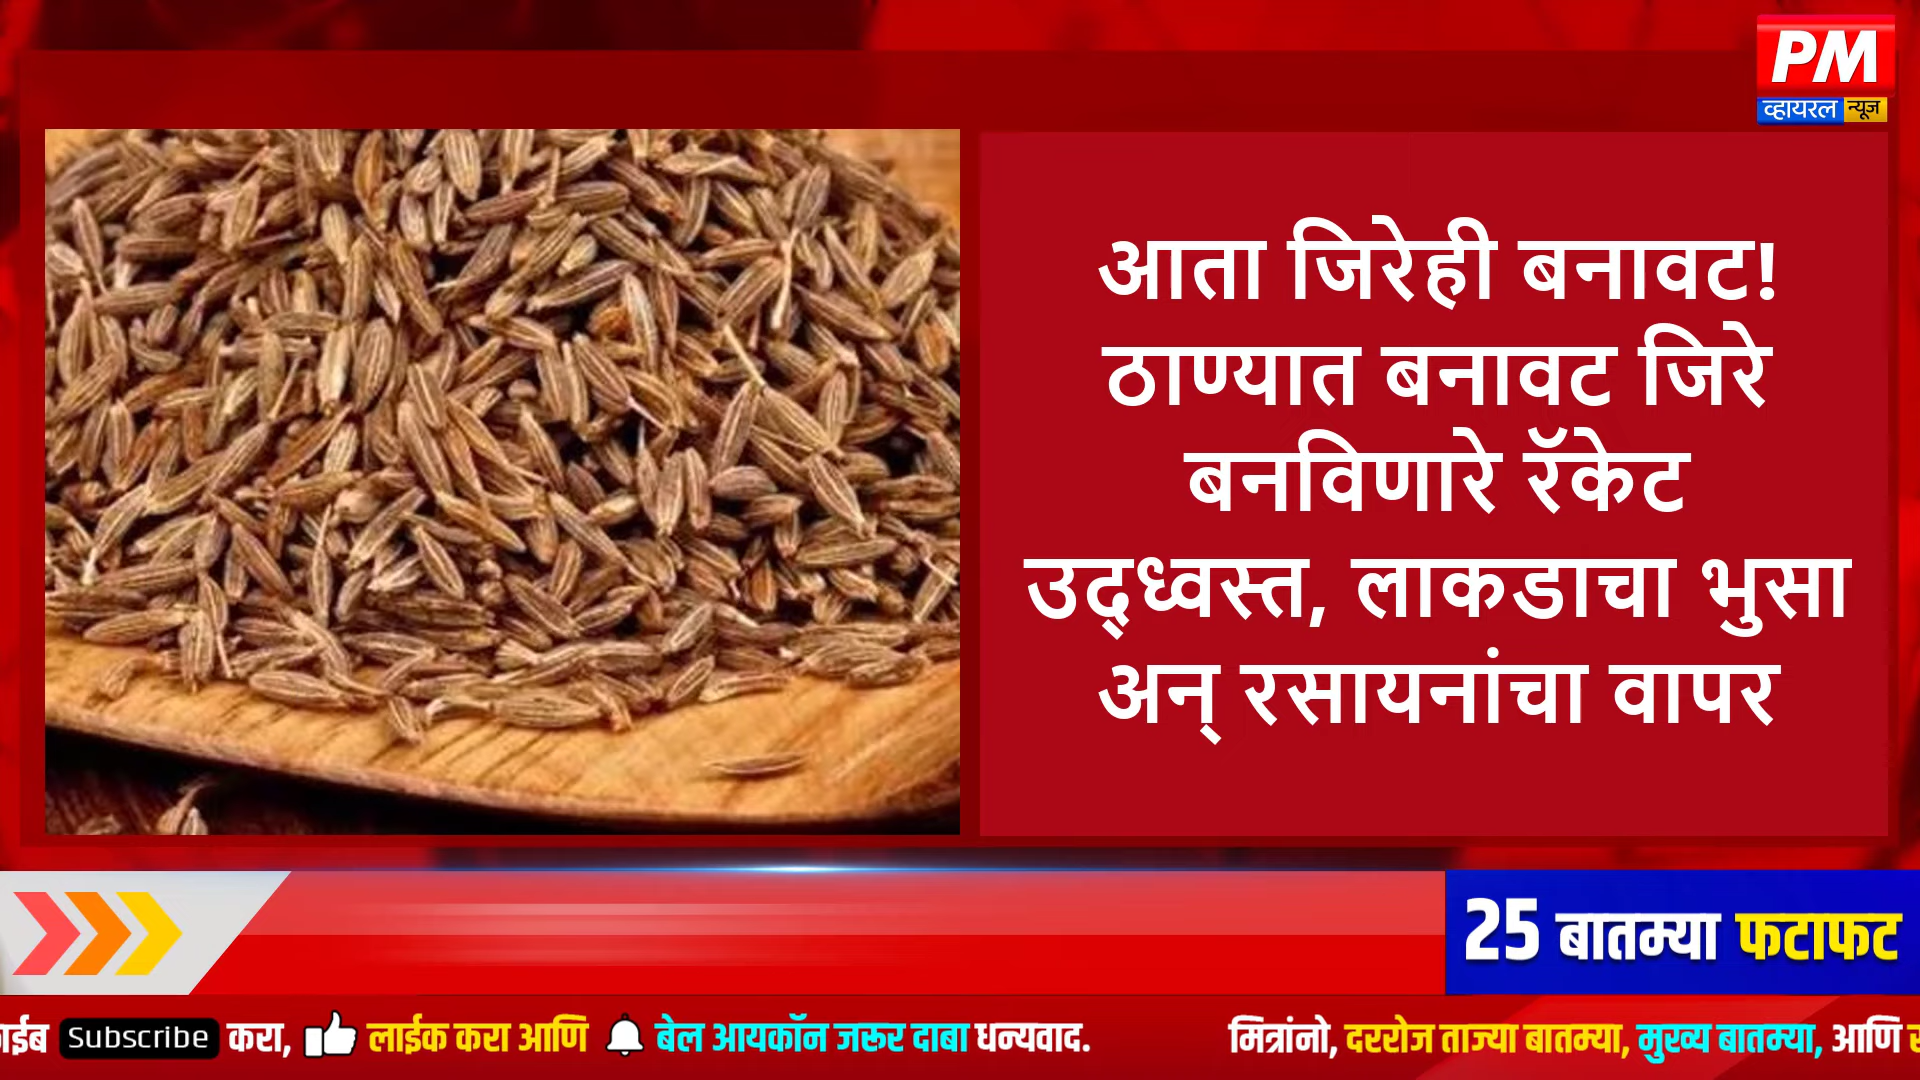 PM
व्हायरल न्यूज
आता जिरेही बनावट!
ठाण्यात बनावट जिरे
बनविणारे रॅकेट
उद्ध्वस्त, लाकडाचा भुसा
अन् रसायनांचा वापर
25 बातम्या फटाफट
Subscribe करा, लाईक करा आणि बेल आयकॉन जरूर दाबा धन्यवाद. मित्रांनो, दररोज ताज्या बातम्या, मुख्य बातम्या, आणि